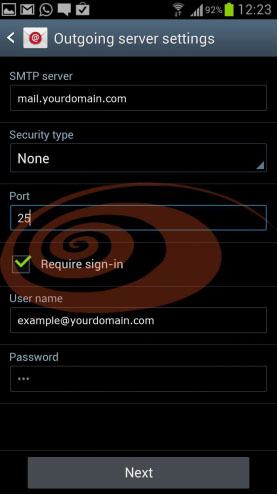 92% 12:23
Outgoing server settings
SMTP server
mail.yourdomain.com
Security type
None
Port
25
Require sign-in
User name
example@yourdomain.com
Password
•••
Next